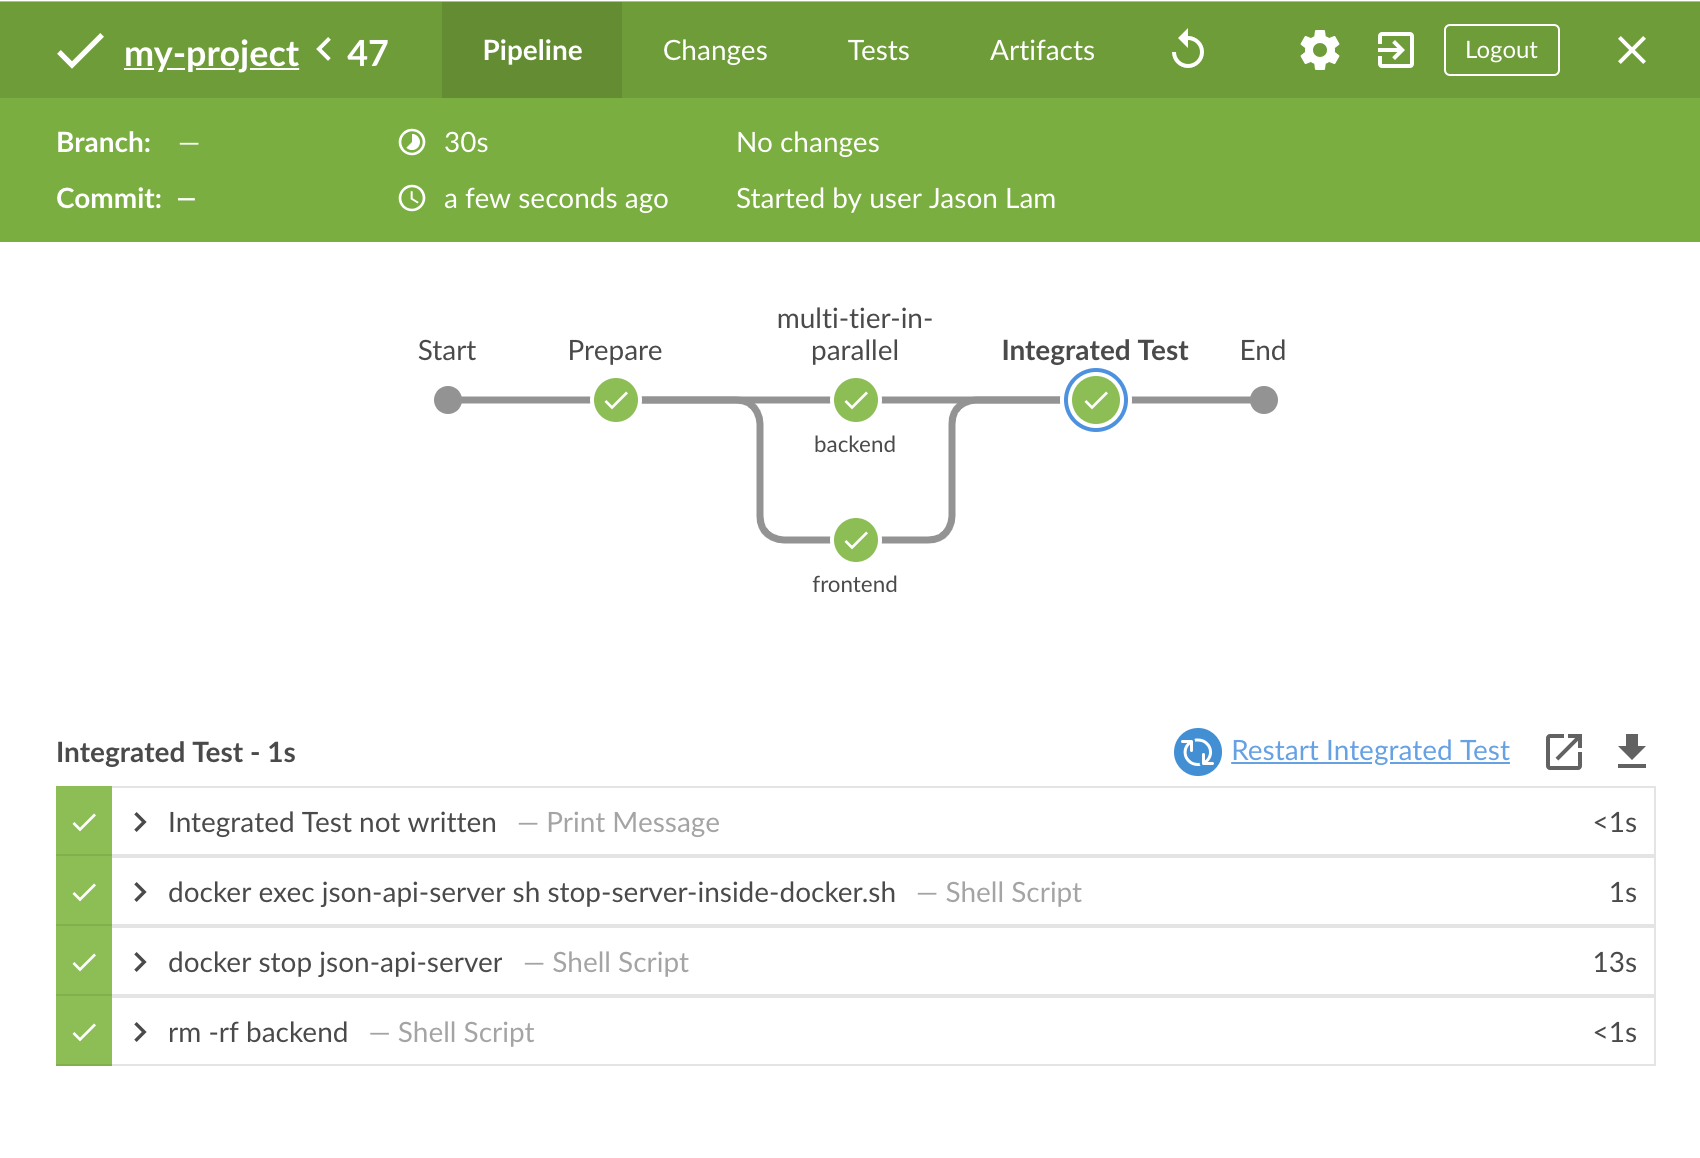 my-project < 47 Pipeline Changes Tests Artifacts Logout
Branch: — 30s No changes
Commit: — a few seconds ago Started by user Jason Lam
multi-tier-in-
Start Prepare parallel Integrated Test End
backend
frontend
Integrated Test - 1s Restart Integrated Test
Integrated Test not written — Print Message <1s
docker exec json-api-server sh stop-server-inside-docker.sh — Shell Script 1s
docker stop json-api-server — Shell Script 13s
rm -rf backend — Shell Script <1s